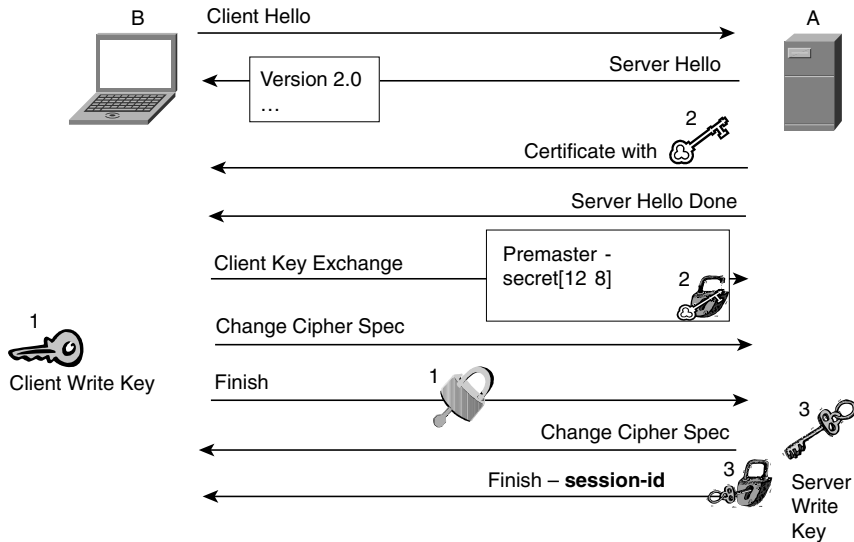 B
Client Hello
A
Server Hello
Version 2.0
…
2
Certificate with
Server Hello Done
Client Key Exchange
Premaster -
secret[12 8]
2
1
Change Cipher Spec
Client Write Key
Finish
1
3
Change Cipher Spec
3
Finish – session-id
Server
Write
Key